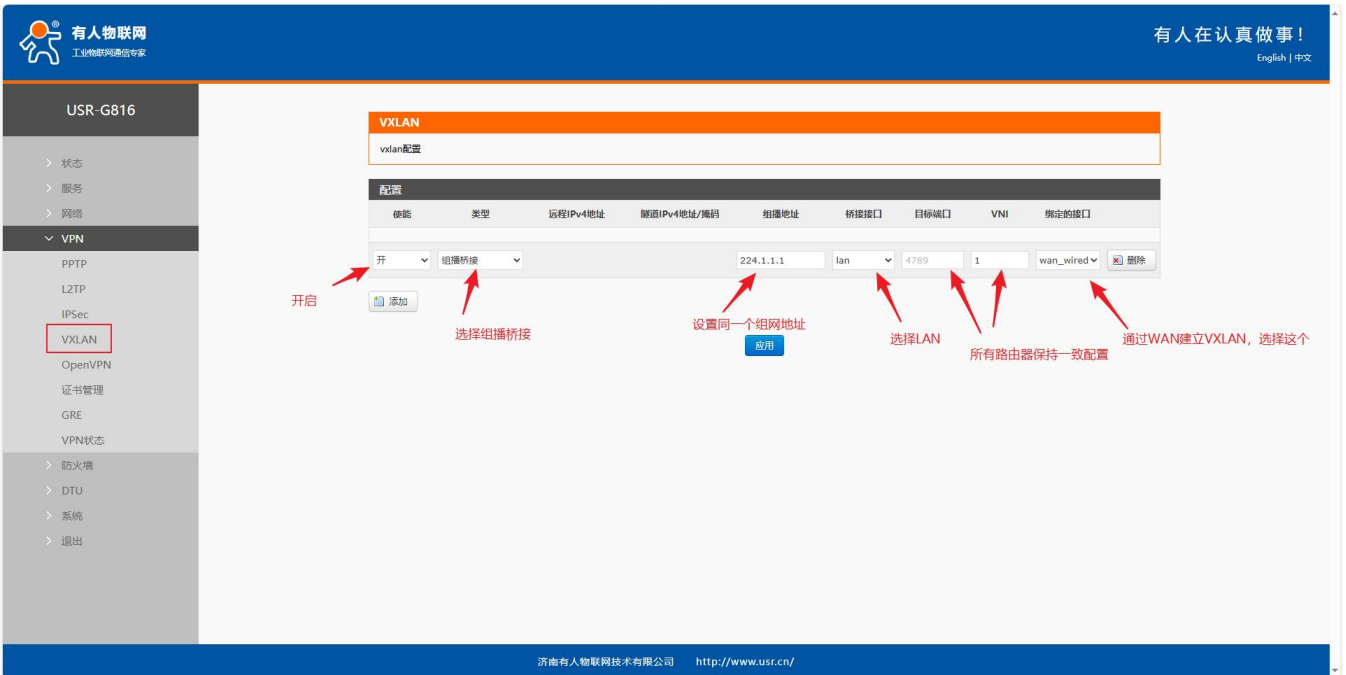 有人物联网
工业物联网通信专家
有人在认真做事！
English | 中文
USR-G816
状态
服务
网络
VPN
PPTP
L2TP
IPSec
VXLAN
OpenVPN
证书管理
GRE
VPN状态
防火墙
DTU
系统
退出
VXLAN
vxlan配置
配置
使能 类型 远程IPv4地址 隧道IPv4地址/掩码 组播地址 桥接接口 目标端口 VNI 绑定的接口
开 组播桥接 224.1.1.1 lan 4789 1 wan_wired 删除
添加
开启
选择组播桥接
设置同一个组网地址
选择LAN
所有路由器保持一致配置
通过WAN建立VXLAN，选择这个
应用
济南有人物联网技术有限公司 http://www.usr.cn/